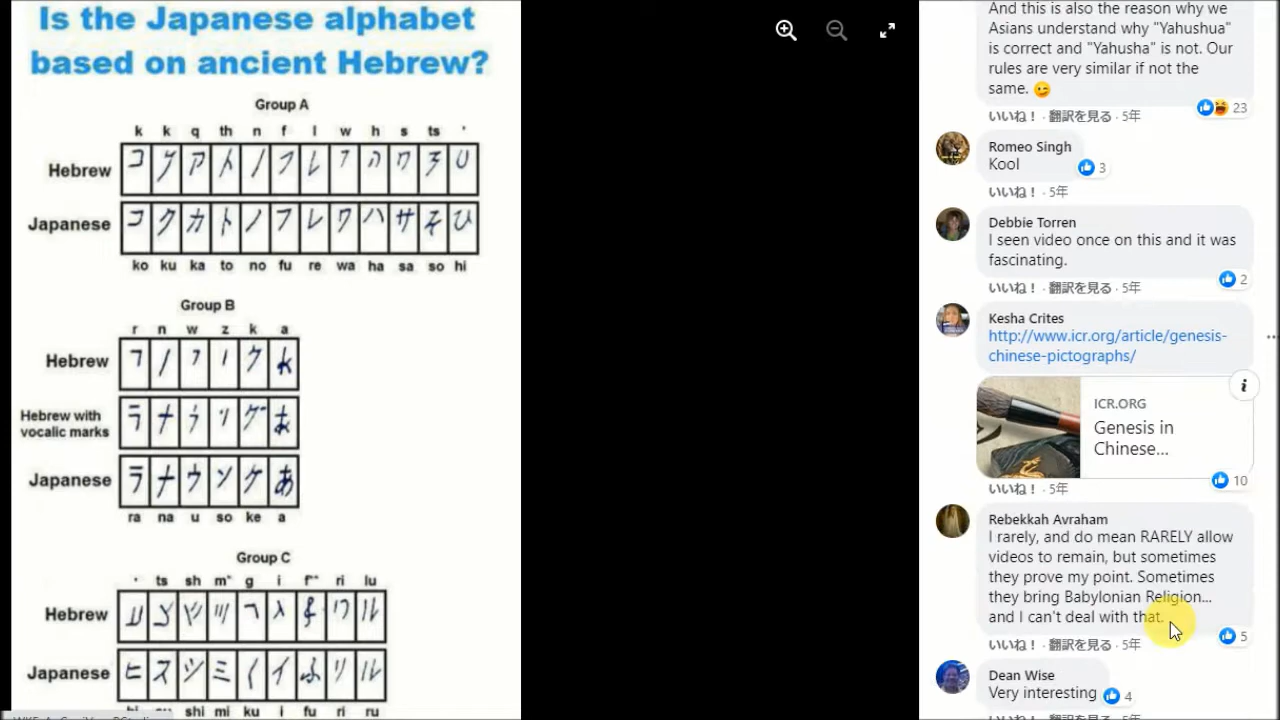 Is the Japanese alphabet
based on ancient Hebrew?
Group A
k k q th n f l w h s ts '
Hebrew
Japanese コ ク カ ト ノ フ レ ワ ハ サ そ ひ
ko ku ka to no fu re wa ha sa so hi
Group B
r n w z k a
Hebrew
Hebrew with
vocalic marks
Japanese ラ ナ ウ ソ ケ あ
ra na u so ke a
Group C
' ts sh m* g i f** ri lu
Hebrew
Japanese ヒ ス ツ ミ く イ ふ リ ル
shi mi ku i fu ri ru
And this is also the reason why we
Asians understand why "Yahushua"
is correct and "Yahusha" is not. Our
rules are very similar if not the
same. 😉
23
いいね！ · 翻訳を見る · 5年
Romeo Singh
Kool
3
いいね！ · 5年
Debbie Torren
I seen video once on this and it was
fascinating.
2
いいね！ · 翻訳を見る · 5年
Kesha Crites
http://www.icr.org/article/genesis-
chinese-pictographs/
ICR.ORG
Genesis in
Chinese...
10
いいね！ · 5年
Rebekkah Avraham
I rarely, and do mean RARELY allow
videos to remain, but sometimes
they prove my point. Sometimes
they bring Babylonian Religion...
and I can't deal with that.
5
いいね！ · 翻訳を見る · 5年
Dean Wise
Very interesting
4